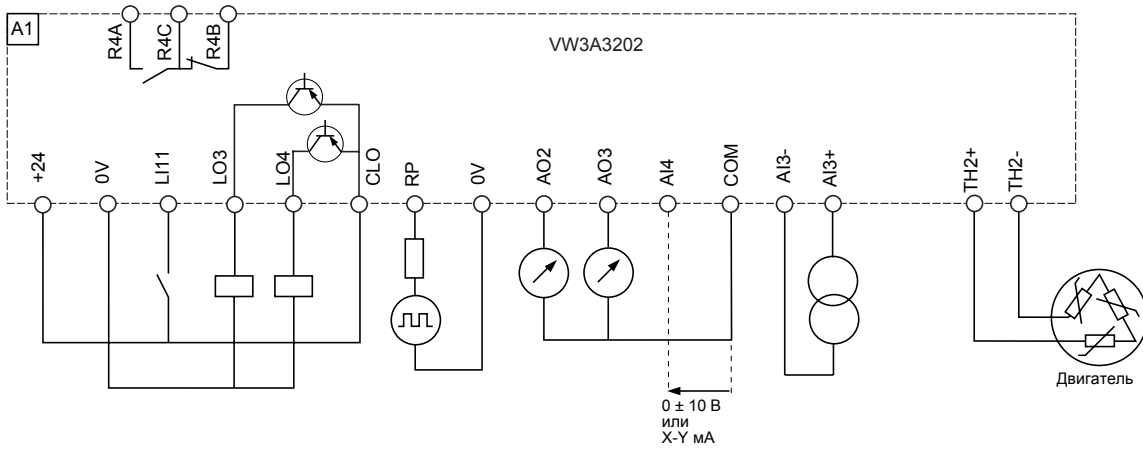 A1
R4A
R4C
R4B
VW3A3202
+24
0V
LI11
LO3
LO4
CLO
RP
0V
AO2
AO3
AI4
COM
AI3-
AI3+
TH2+
TH2-
0 ± 10 В
или
X-Y мА
Двигатель